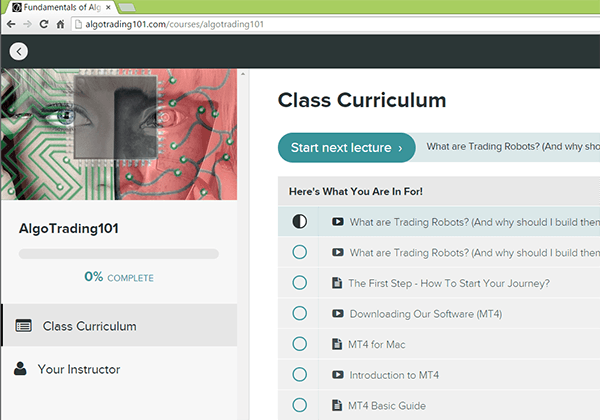 Fundamentals of Alg
algotrading101.com/courses/algotrading101
Class Curriculum
Start next lecture ›
What are Trading Robots? (And why sho
Here's What You Are In For!
AlgoTrading101
0% COMPLETE
Class Curriculum
Your Instructor
What are Trading Robots? (And why should I build then
What are Trading Robots? (And why should I build then
The First Step - How To Start Your Journey?
Downloading Our Software (MT4)
MT4 for Mac
Introduction to MT4
MT4 Basic Guide